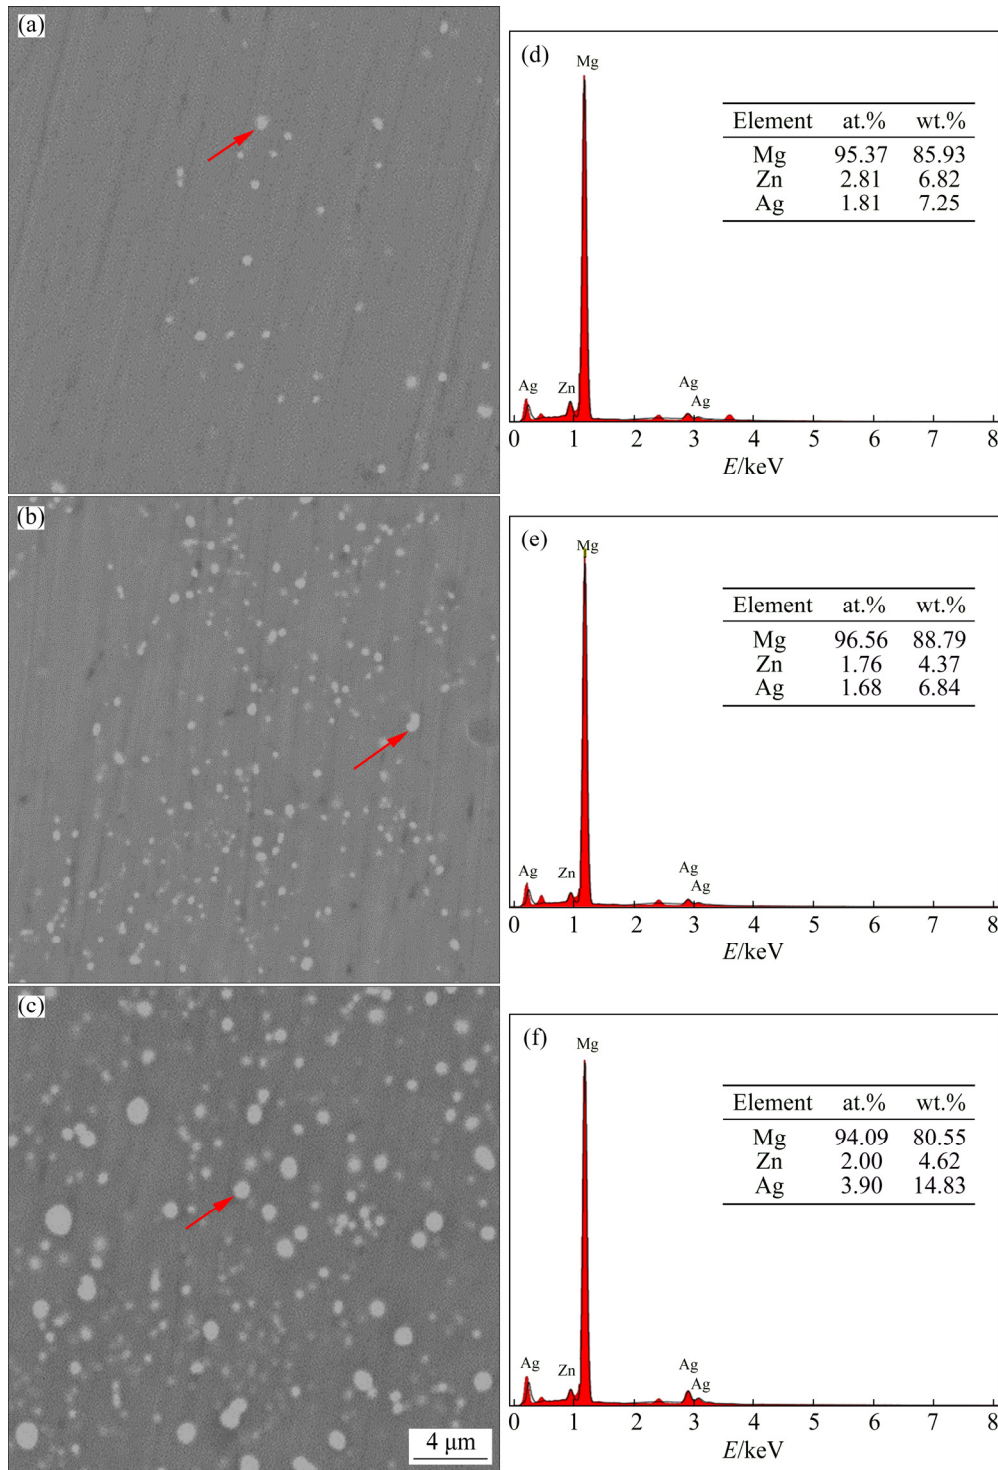 (a)
(d)
Mg
Element at.% wt.%
Mg 95.37 85.93
Zn 2.81 6.82
Ag 1.81 7.25
Ag Zn Ag
Ag
0 1 2 3 4 5 6 7 8
E/keV
(b)
(e)
Mg
Element at.% wt.%
Mg 96.56 88.79
Zn 1.76 4.37
Ag 1.68 6.84
Ag Zn Ag
Ag
0 1 2 3 4 5 6 7 8
E/keV
(c)
(f)
Mg
Element at.% wt.%
Mg 94.09 80.55
Zn 2.00 4.62
Ag 3.90 14.83
Ag Zn Ag
Ag
0 1 2 3 4 5 6 7 8
E/keV
4 μm